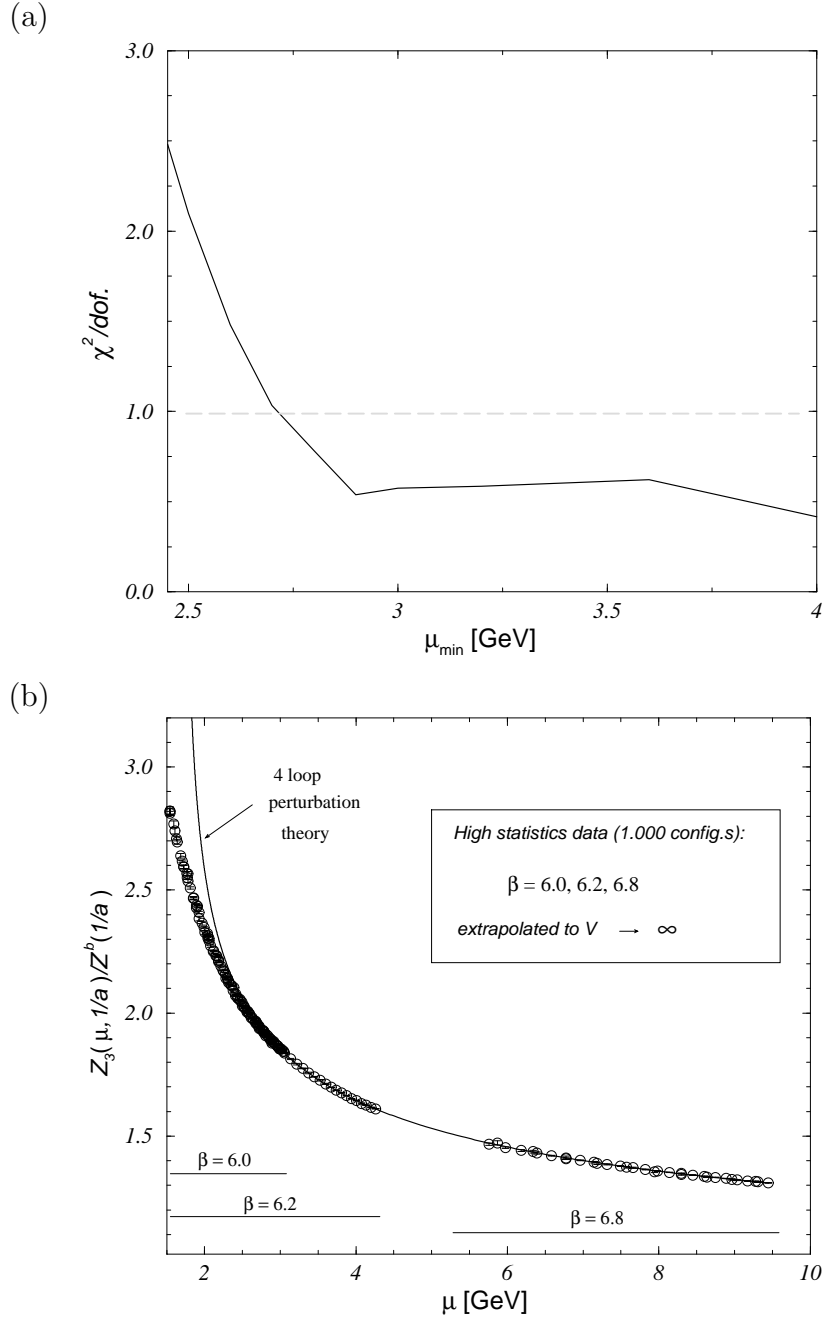 (a)
3.0
2.0
1.0
0.0
χ²/dof.
2.5 3 3.5 4
μ_min [GeV]
(b)
3.0
2.5
2.0
1.5
Z₃(μ, 1/a)/Zᵇ(1/a)
4 loop
perturbation
theory
High statistics data (1.000 config.s):
β = 6.0, 6.2, 6.8
extrapolated to V → ∞
β = 6.0
β = 6.2
β = 6.8
2 4 6 8 10
μ [GeV]